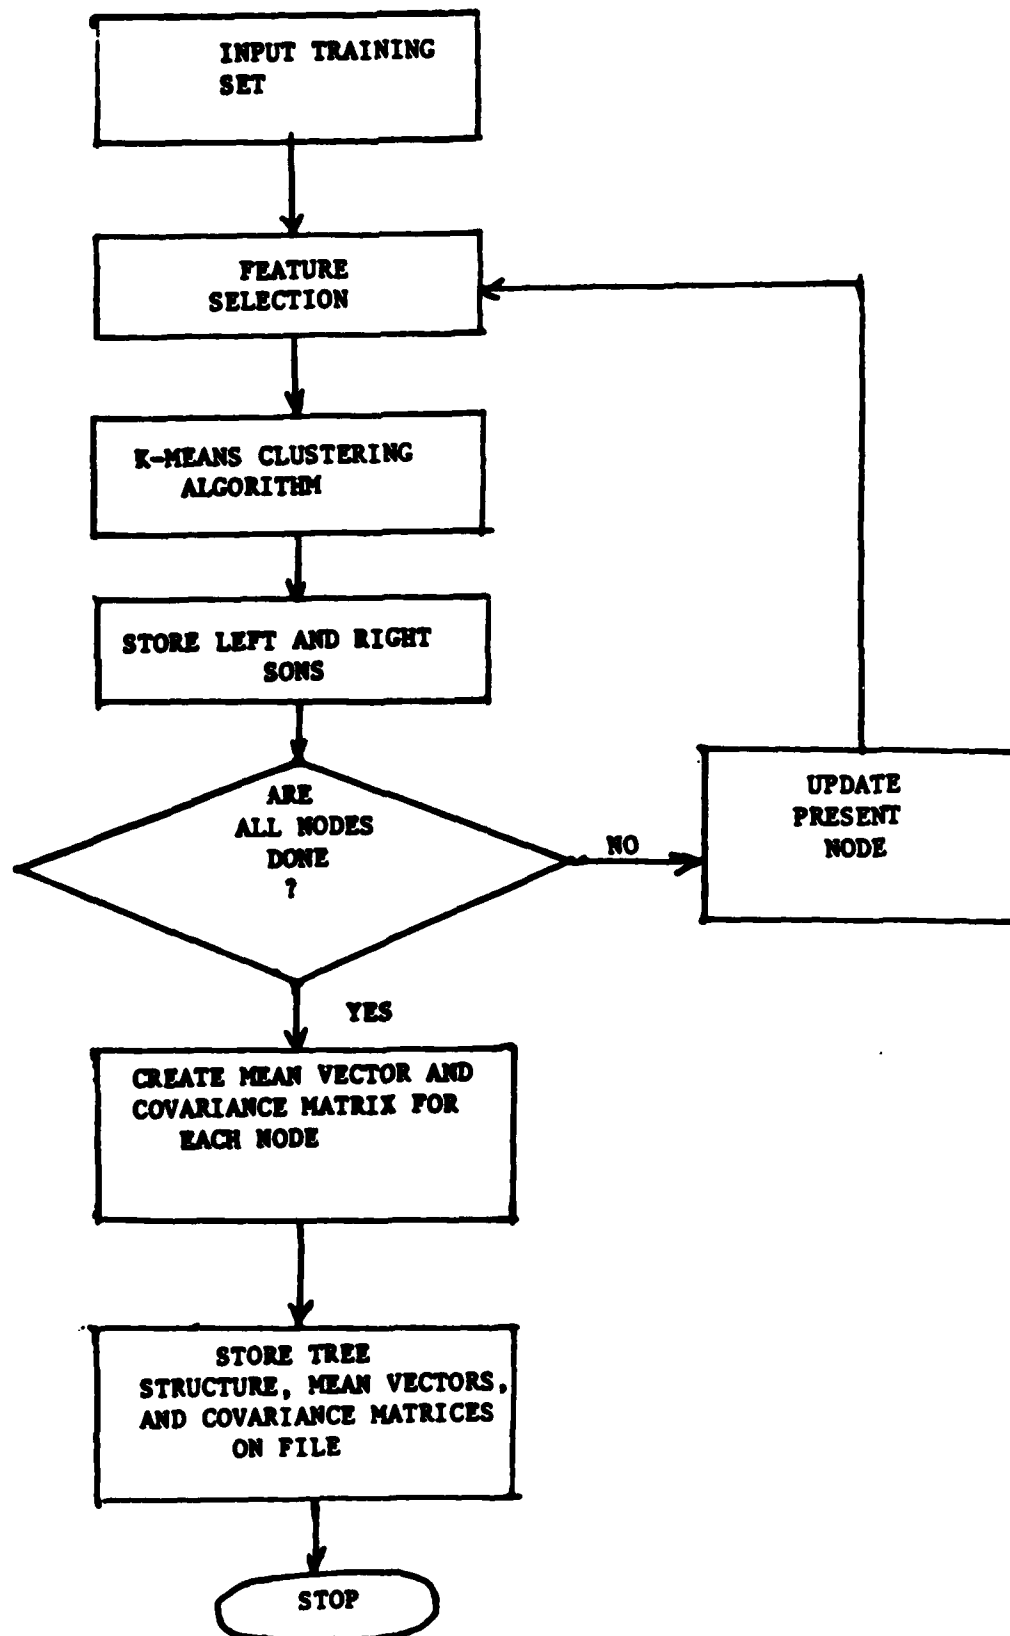 INPUT TRAINING
SET
FEATURE
SELECTION
K-MEANS CLUSTERING
ALGORITHM
STORE LEFT AND RIGHT
SONS
ARE
ALL NODES
DONE
?
NO
UPDATE
PRESENT
NODE
YES
CREATE MEAN VECTOR AND
COVARIANCE MATRIX FOR
EACH NODE
STORE TREE
STRUCTURE, MEAN VECTORS,
AND COVARIANCE MATRICES
ON FILE
STOP